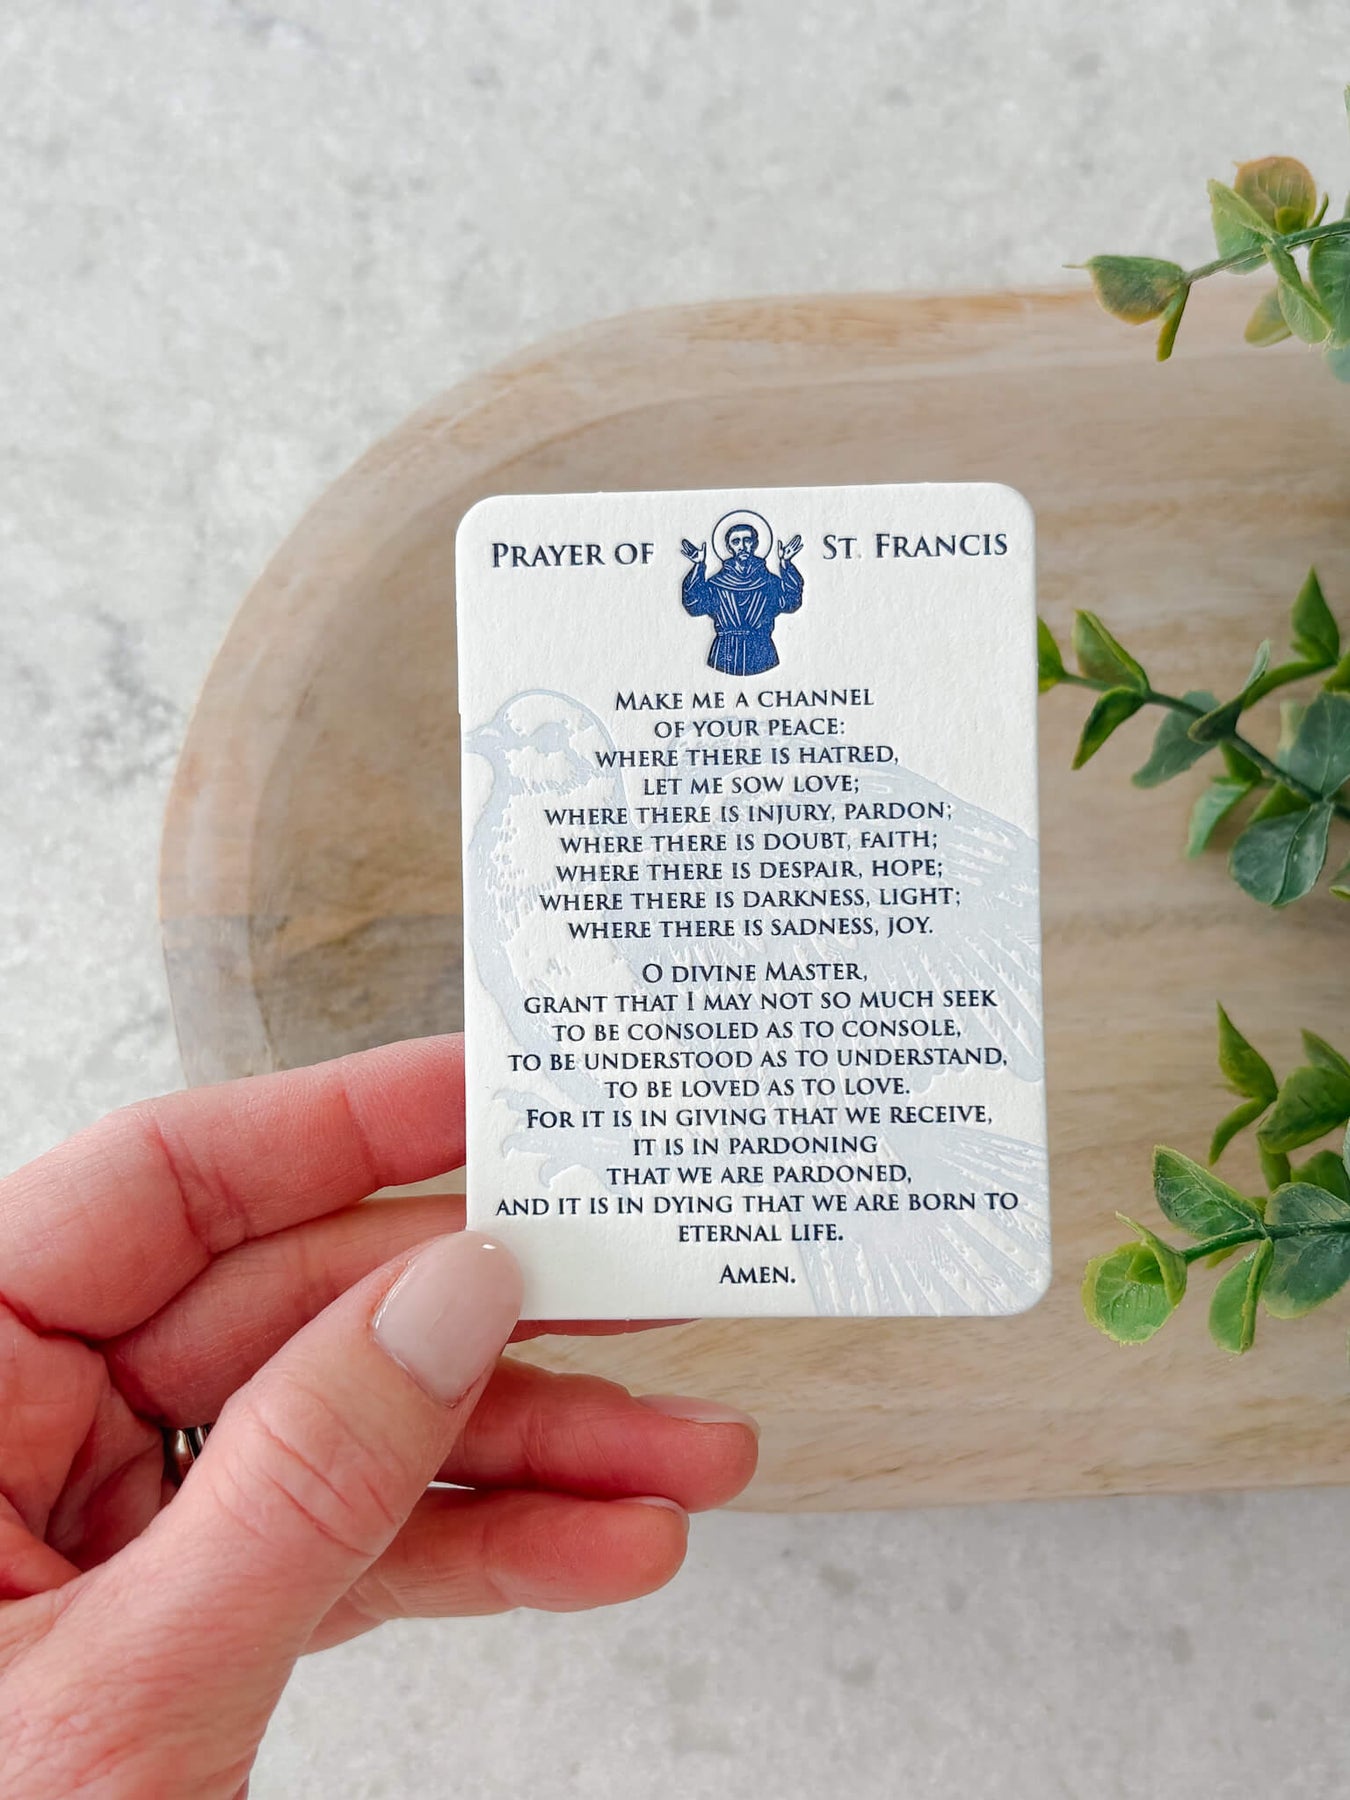 PRAYER OF ST. FRANCIS
MAKE ME A CHANNEL
OF YOUR PEACE:
WHERE THERE IS HATRED,
LET ME SOW LOVE;
WHERE THERE IS INJURY, PARDON;
WHERE THERE IS DOUBT, FAITH;
WHERE THERE IS DESPAIR, HOPE;
WHERE THERE IS DARKNESS, LIGHT;
WHERE THERE IS SADNESS, JOY.
O DIVINE MASTER,
GRANT THAT I MAY NOT SO MUCH SEEK
TO BE CONSOLED AS TO CONSOLE,
TO BE UNDERSTOOD AS TO UNDERSTAND,
TO BE LOVED AS TO LOVE.
FOR IT IS IN GIVING THAT WE RECEIVE,
IT IS IN PARDONING
THAT WE ARE PARDONED,
AND IT IS IN DYING THAT WE ARE BORN TO
ETERNAL LIFE.
AMEN.